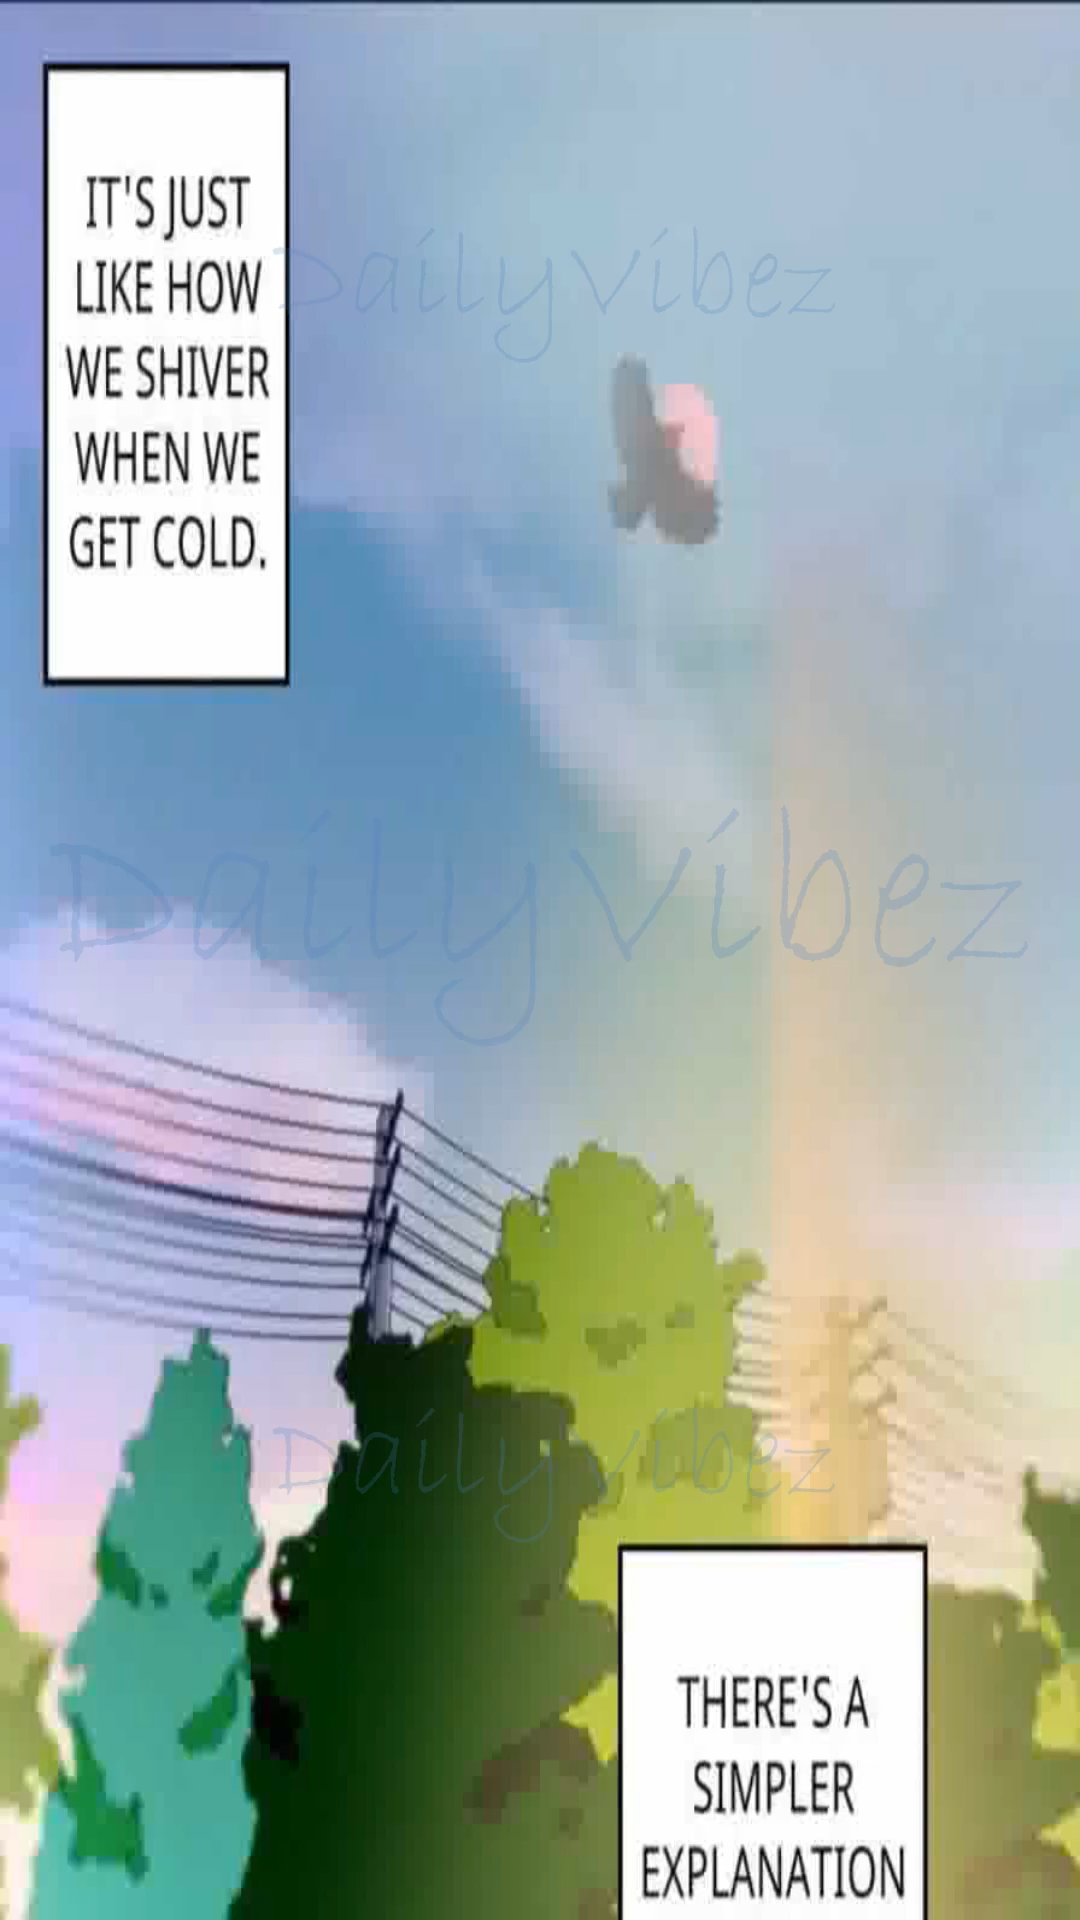 IT'S JUST
LIKE HOW
WE SHIVER
WHEN WE
GET COLD.
DailyVibez
DailyVibez
DailyVibez
THERE'S A
SIMPLER
EXPLANATION